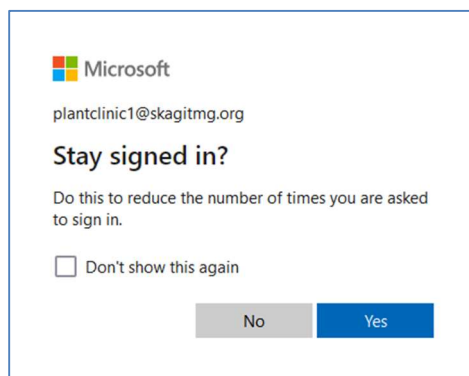 Microsoft
plantclinic1@skagitmg.org
Stay signed in?
Do this to reduce the number of times you are asked
to sign in.
Don't show this again
No Yes